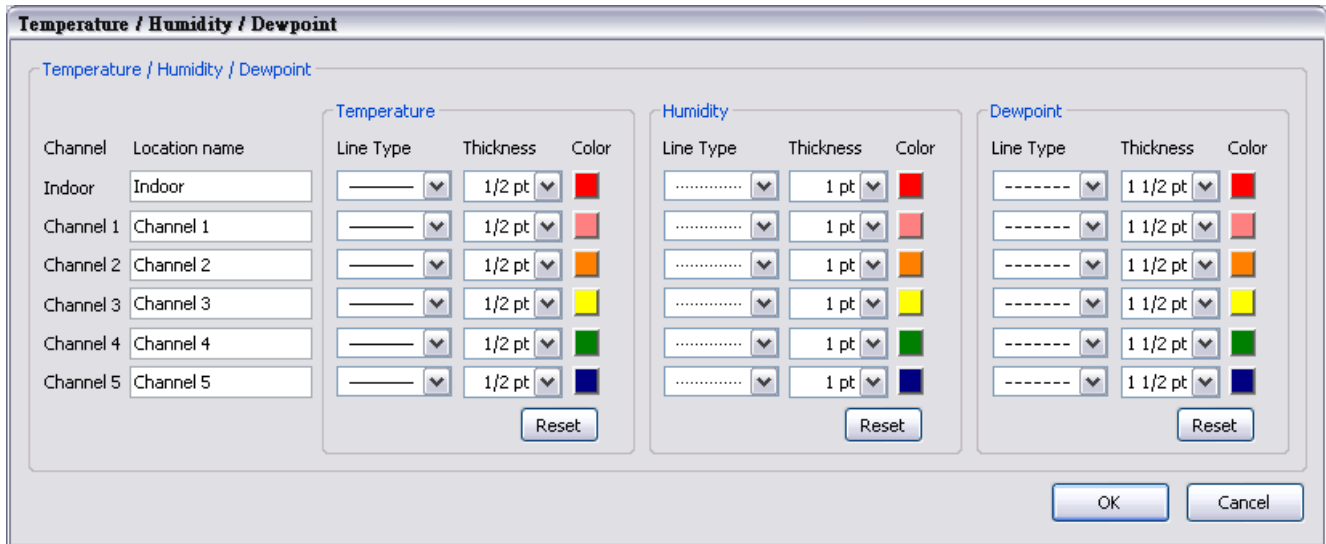 Temperature / Humidity / Dewpoint
Temperature / Humidity / Dewpoint
Temperature Humidity Dewpoint
Channel Location name Line Type Thickness Color Line Type Thickness Color Line Type Thickness Color
Indoor Indoor 1/2 pt 1 pt 1 1/2 pt
Channel 1 Channel 1 1/2 pt 1 pt 1 1/2 pt
Channel 2 Channel 2 1/2 pt 1 pt 1 1/2 pt
Channel 3 Channel 3 1/2 pt 1 pt 1 1/2 pt
Channel 4 Channel 4 1/2 pt 1 pt 1 1/2 pt
Channel 5 Channel 5 1/2 pt 1 pt 1 1/2 pt
Reset Reset Reset
OK Cancel